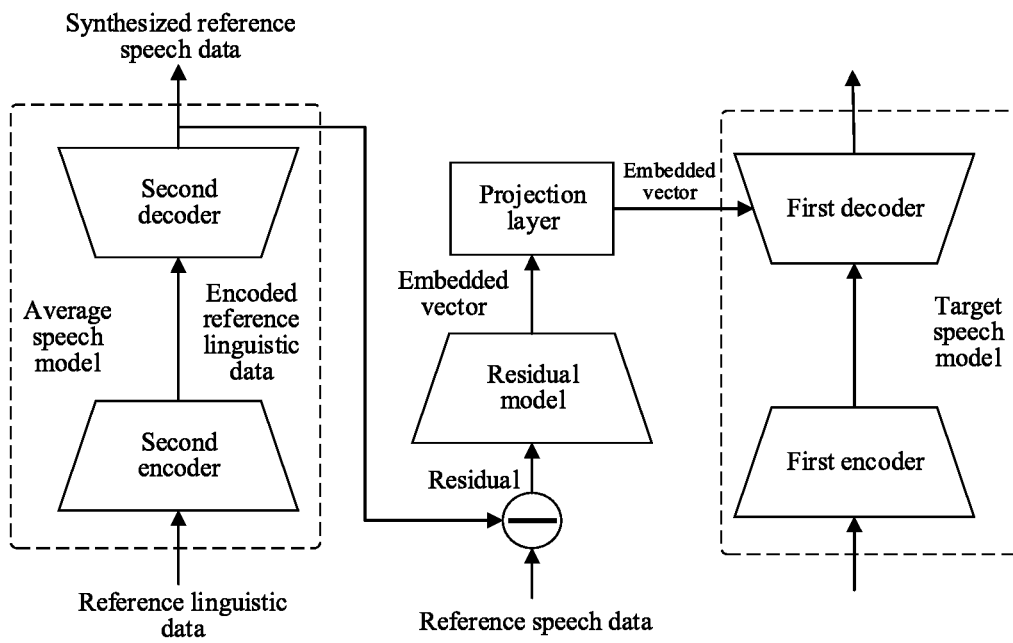 Synthesized reference
speech data
Second
decoder
Average
speech
model
Encoded
reference
linguistic
data
Second
encoder
Reference linguistic
data
Projection
layer
Embedded
vector
Embedded
vector
Residual
model
Residual
Reference speech data
First decoder
Target
speech
model
First encoder